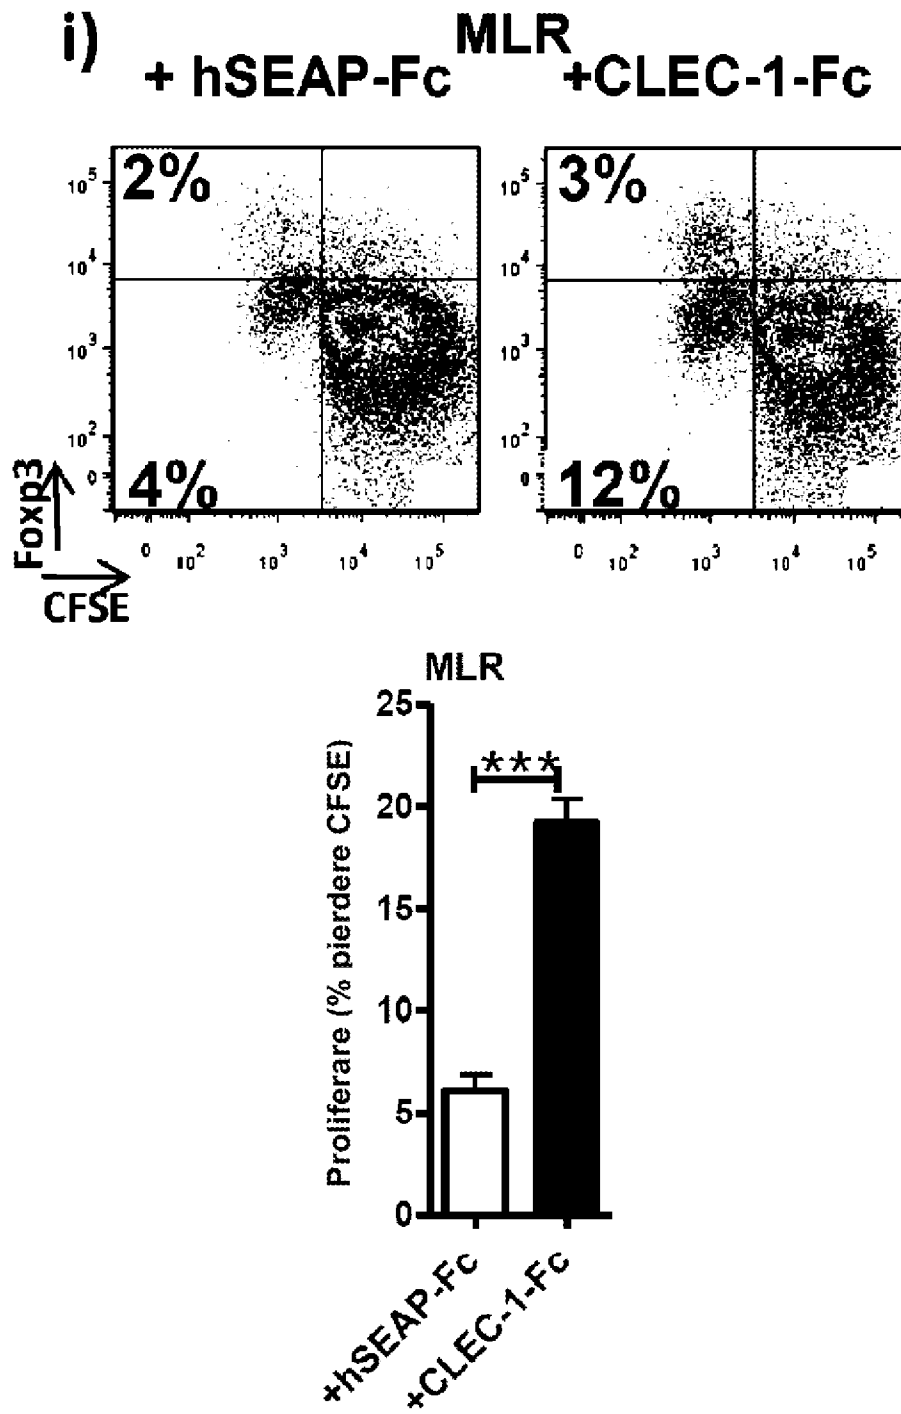 i)
MLR
+ hSEAP-Fc +CLEC-1-Fc
2% 3%
10^5 10^5
10^4 10^4
10^3 10^3
10^2 10^2
0 0
4% 12%
Foxp3
0 10^2 10^3 10^4 10^5 0 10^2 10^3 10^4 10^5
CFSE
MLR
Proliferare (% pierdere CFSE)
25
***
20
15
10
5
0
+hSEAP-Fc
+CLEC-1-Fc